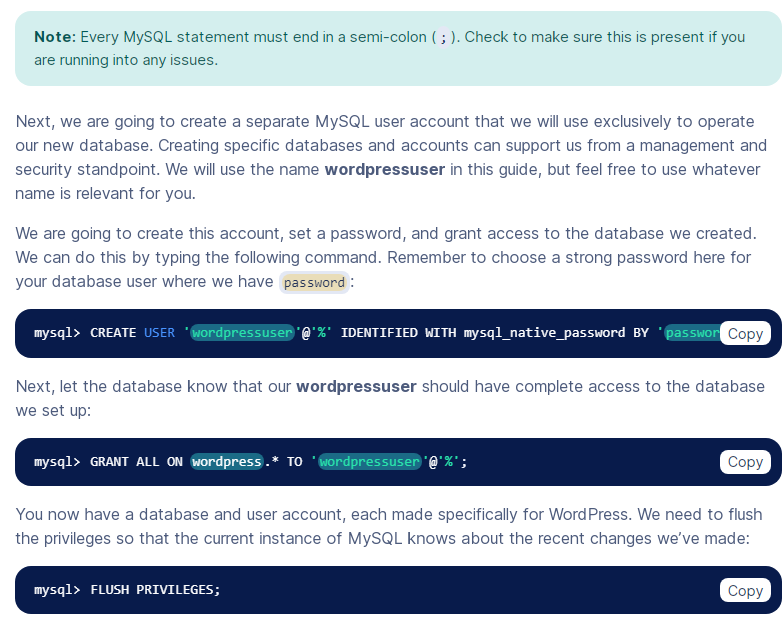 Note: Every MySQL statement must end in a semi-colon ( ; ). Check to make sure this is present if you
are running into any issues.
Next, we are going to create a separate MySQL user account that we will use exclusively to operate
our new database. Creating specific databases and accounts can support us from a management and
security standpoint. We will use the name wordpressuser in this guide, but feel free to use whatever
name is relevant for you.
We are going to create this account, set a password, and grant access to the database we created.
We can do this by typing the following command. Remember to choose a strong password here for
your database user where we have password:
mysql> CREATE USER 'wordpressuser'@'%' IDENTIFIED WITH mysql_native_password BY 'passwor Copy
Next, let the database know that our wordpressuser should have complete access to the database
we set up:
mysql> GRANT ALL ON wordpress.* TO 'wordpressuser'@'%'; Copy
You now have a database and user account, each made specifically for WordPress. We need to flush
the privileges so that the current instance of MySQL knows about the recent changes we’ve made:
mysql> FLUSH PRIVILEGES; Copy